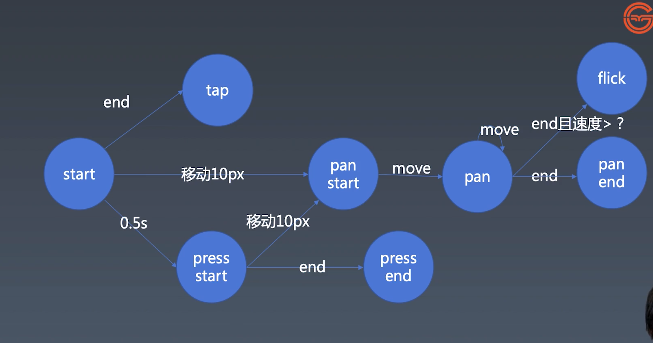 flick
end
tap
end且速度>？
move
start
移动10px
pan
start
move
pan
end
pan
end
0.5s
移动10px
press
start
end
press
end